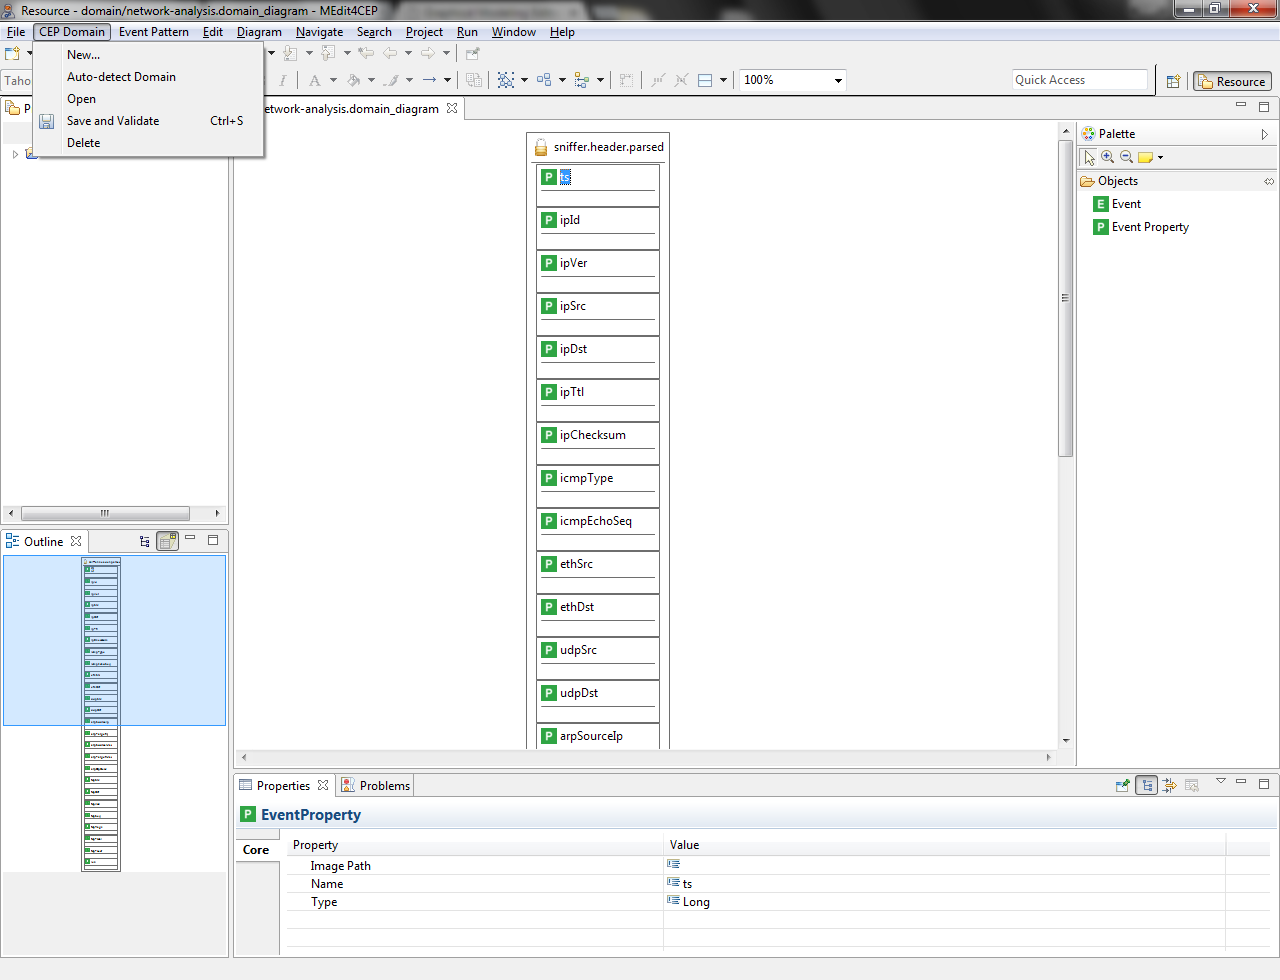 Resource - domain/network-analysis.domain_diagram - MEdit4CEP
File CEP Domain Event Pattern Edit Diagram Navigate Search Project Run Window Help
New...
Auto-detect Domain
Open
Save and Validate Ctrl+S
Delete
Taho
100%
Quick Access
Resource
P
etwork-analysis.domain_diagram
sniffer.header.parsed
ts
ipId
ipVer
ipSrc
ipDst
ipTtl
ipChecksum
icmpType
icmpEchoSeq
ethSrc
ethDst
udpSrc
udpDst
arpSourceIp
Palette
Objects
E Event
P Event Property
Outline
Properties
Problems
P EventProperty
Core
Property Value
Image Path
Name ts
Type Long